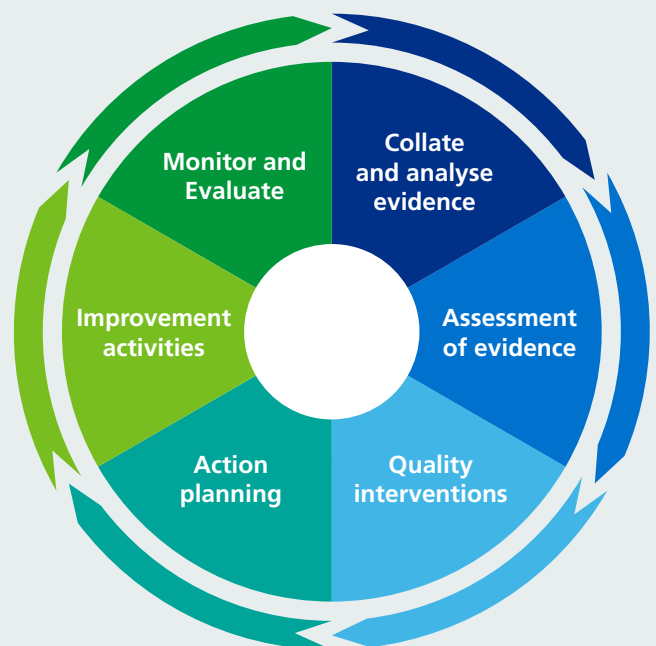 Collate
and analyse
evidence
Assessment
of evidence
Quality
interventions
Action
planning
Improvement
activities
Monitor and
Evaluate